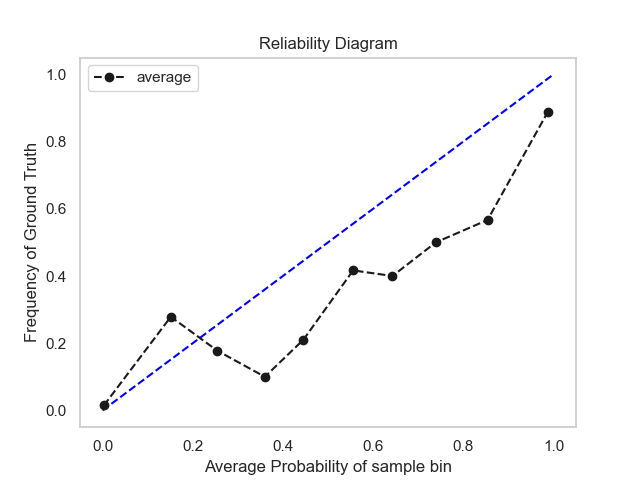 Reliability Diagram
average
Frequency of Ground Truth
1.0
0.8
0.6
0.4
0.2
0.0
0.0 0.2 0.4 0.6 0.8 1.0
Average Probability of sample bin